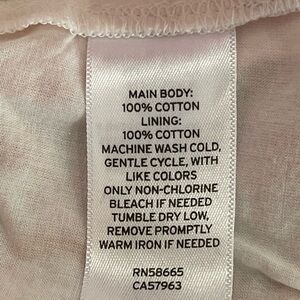 MAIN BODY:
100% COTTON
LINING:
100% COTTON
MACHINE WASH COLD,
GENTLE CYCLE, WITH
LIKE COLORS
ONLY NON-CHLORINE
BLEACH IF NEEDED
TUMBLE DRY LOW,
REMOVE PROMPTLY
WARM IRON IF NEEDED
RN58665
CA57963